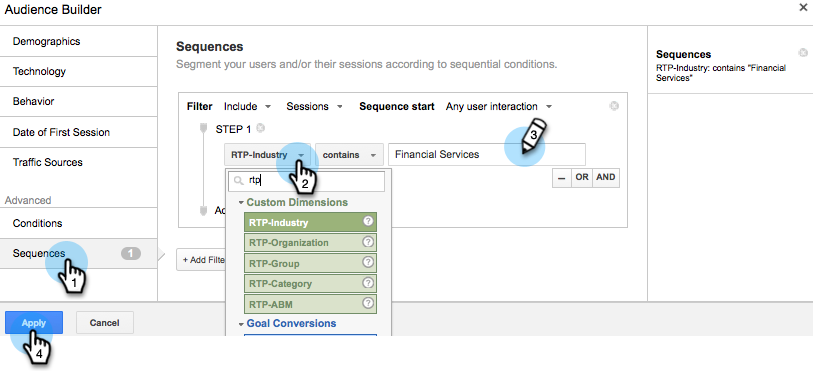 Audience Builder
Demographics
Technology
Behavior
Date of First Session
Traffic Sources
Advanced
Conditions
Sequences 1
1
Sequences
Segment your users and/or their sessions according to sequential conditions.
Filter Include Sessions Sequence start Any user interaction
STEP 1
3
RTP-Industry contains Financial Services
2
– OR AND
rtp
Custom Dimensions
RTP-Industry ?
RTP-Organization ?
RTP-Group ?
RTP-Category ?
RTP-ABM ?
Goal Conversions
+ Add Filte
Sequences
RTP-Industry: contains "Financial
Services"
Apply Cancel
4